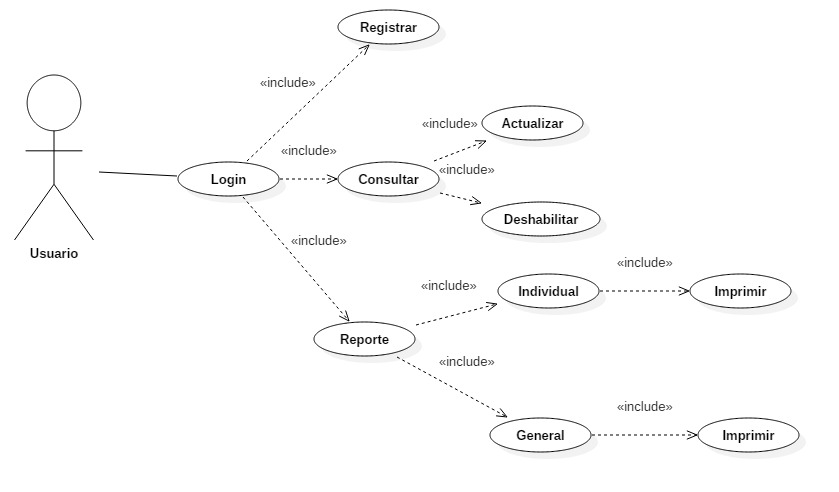 Registrar
«include»
«include»
Actualizar
«include»
Login
Consultar
«include»
Deshabilitar
Usuario
«include»
«include»
Individual
«include»
Imprimir
Reporte
«include»
General
«include»
Imprimir